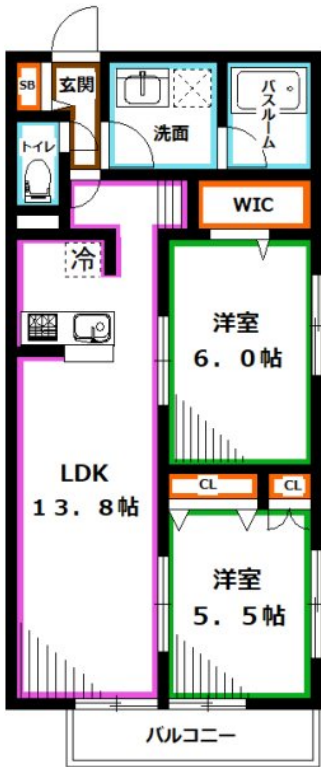 SB
玄関
洗面
バスルーム
トイレ
WIC
冷
洋室
6．0帖
LDK
13．8帖
CL
CL
洋室
5．5帖
バルコニー